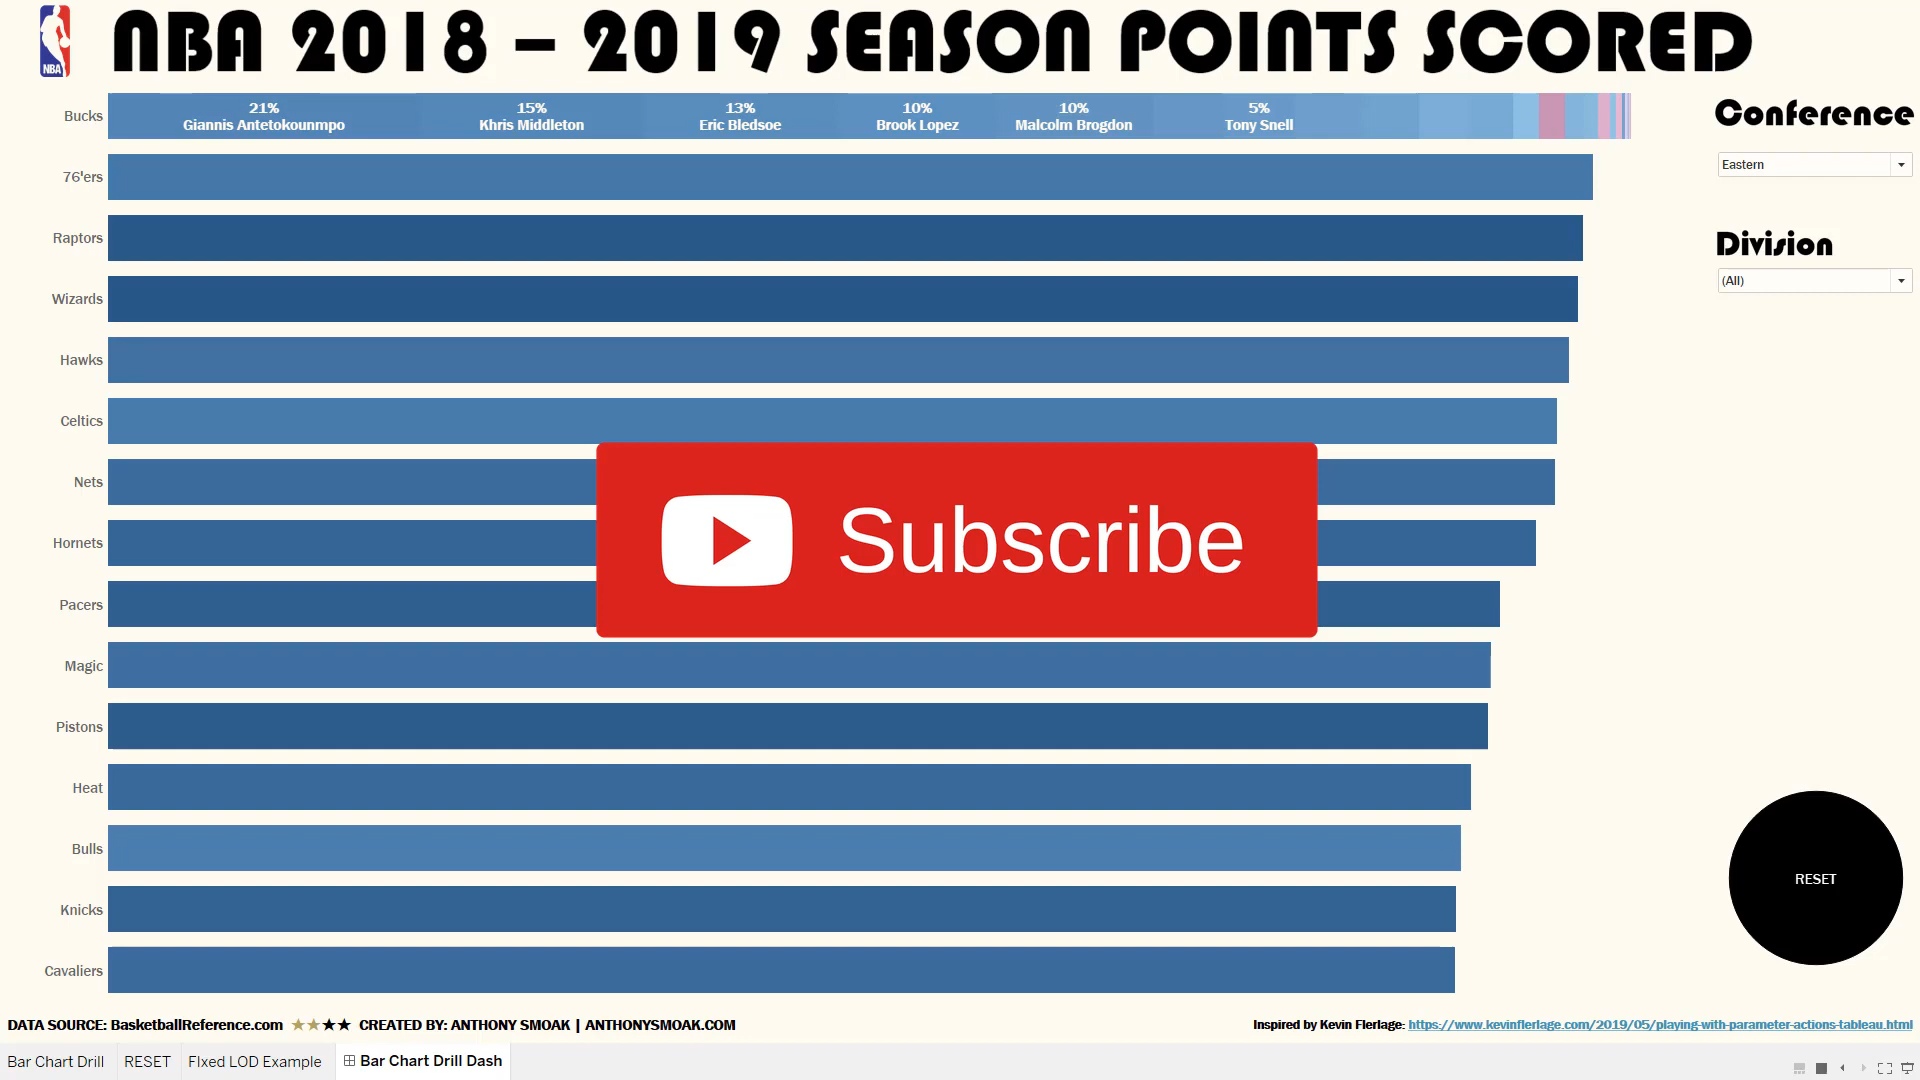 NBA 2018 – 2019 SEASON POINTS SCORED
NBA
Bucks
21%
Giannis Antetokounmpo
15%
Khris Middleton
13%
Eric Bledsoe
10%
Brook Lopez
10%
Malcolm Brogdon
5%
Tony Snell
76'ers
Raptors
Wizards
Hawks
Celtics
Nets
Hornets
Pacers
Magic
Pistons
Heat
Bulls
Knicks
Cavaliers
Subscribe
Conference
Eastern
Division
(All)
RESET
DATA SOURCE: BasketballReference.com ★★★★ CREATED BY: ANTHONY SMOAK | ANTHONYSMOAK.COM
Inspired by Kevin Flerlage: https://www.kevinflerlage.com/2019/05/playing-with-parameter-actions-tableau.html
Bar Chart Drill
RESET
FIxed LOD Example
Bar Chart Drill Dash